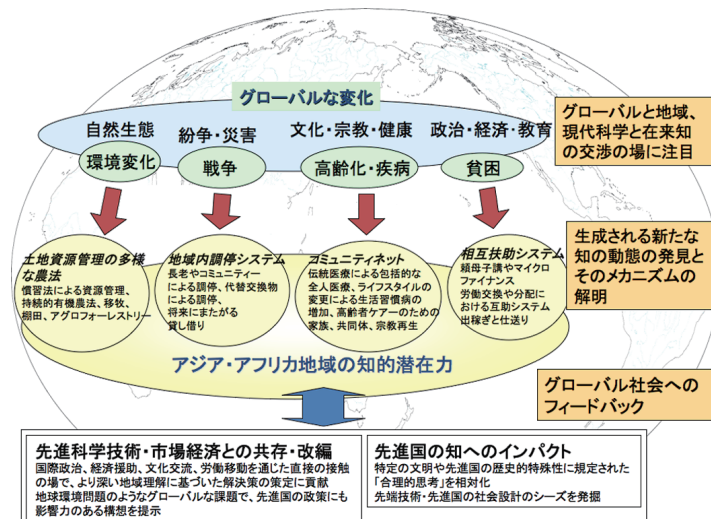 グローバルな変化
自然生態
紛争・災害
文化・宗教・健康
政治・経済・教育
環境変化
戦争
高齢化・疾病
貧困
グローバルと地域、
現代科学と在来知
の交渉の場に注目
土地資源管理の多様
な農法
慣習法による資源管理、
持続的有機農法、移牧、
棚田、アグロフォーレストリー
地域内調停システム
長老やコミュニティー
による調停、代替交換物
による調停、
将来にまたがる
貸し借り
コミュニティネット
伝統医療による包括的な
全人医療、ライフスタイルの
変更による生活習慣病の
増加、高齢者ケアーのための
家族、共同体、宗教再生
相互扶助システム
頼母子講やマイクロ
ファイナンス
労働交換や分配に
おける互助システム
出稼ぎと仕送り
生成される新たな
知の動態の発見と
そのメカニズムの
解明
アジア・アフリカ地域の知的潜在力
グローバル社会への
フィードバック
先進科学技術・市場経済との共存・改編
国際政治、経済援助、文化交流、労働移動を通じた直接の接触
の場で、より深い地域理解に基づいた解決策の策定に貢献
地球環境問題のようなグローバルな課題で、先進国の政策にも
影響力のある構想を提示
先進国の知へのインパクト
特定の文明や先進国の歴史的特殊性に規定された
「合理的思考」を相対化
先端技術・先進国の社会設計のシーズを発掘